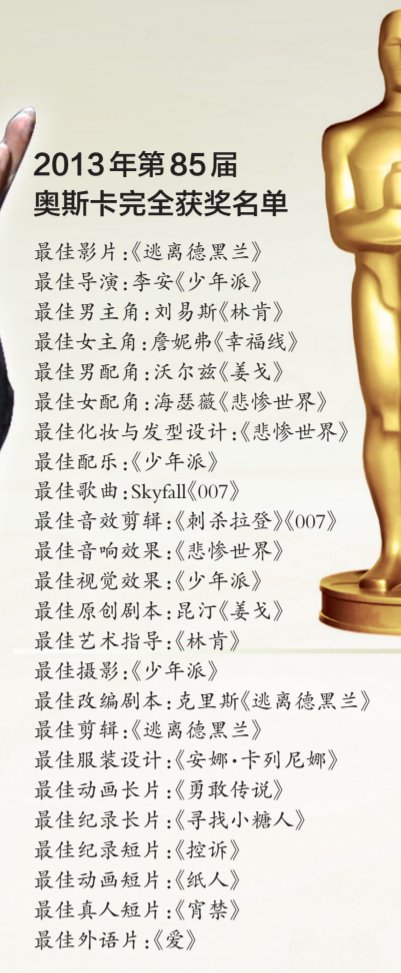 2013年第85届
奥斯卡完全获奖名单
最佳影片:《逃离德黑兰》
最佳导演:李安《少年派》
最佳男主角:刘易斯《林肯》
最佳女主角:詹妮弗《幸福线》
最佳男配角:沃尔兹《姜戈》
最佳女配角:海瑟薇《悲惨世界》
最佳化妆与发型设计:《悲惨世界》
最佳配乐:《少年派》
最佳歌曲:Skyfall《007》
最佳音效剪辑:《刺杀拉登》《007》
最佳音响效果:《悲惨世界》
最佳视觉效果:《少年派》
最佳原创剧本:昆汀《姜戈》
最佳艺术指导:《林肯》
最佳摄影:《少年派》
最佳改编剧本:克里斯《逃离德黑兰》
最佳剪辑:《逃离德黑兰》
最佳服装设计:《安娜·卡列尼娜》
最佳动画长片:《勇敢传说》
最佳纪录长片:《寻找小糖人》
最佳纪录短片:《控诉》
最佳动画短片:《纸人》
最佳真人短片:《宵禁》
最佳外语片:《爱》